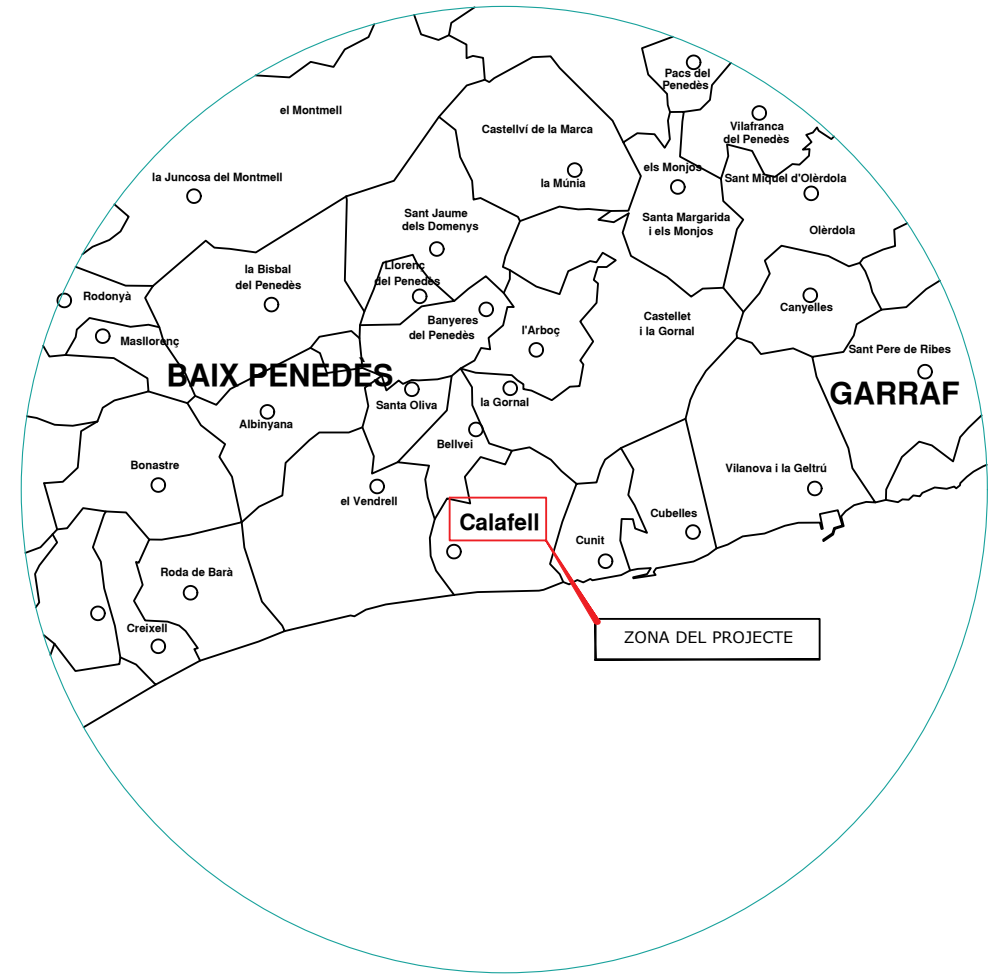 Pacs del
Penedès
el Montmell
Castellví de la Marca
Vilafranca
del Penedès
els Monjos
la Juncosa del Montmell
la Múnia
Sant Miquel d'Olèrdola
Sant Jaume
dels Domenys
Santa Margarida
i els Monjos
Olèrdola
la Bisbal
del Penedès
Llorenç
del Penedès
Rodonyà
Canyelles
Banyeres
del Penedès
l'Arboç
Castellet
i la Gornal
Masllorenç
Sant Pere de Ribes
BAIX PENEDÈS
GARRAF
Santa Oliva
la Gornal
Albinyana
Bellvei
Bonastre
Vilanova i la Geltrú
el Vendrell
Calafell
Cubelles
Cunit
Roda de Barà
Creixell
ZONA DEL PROJECTE